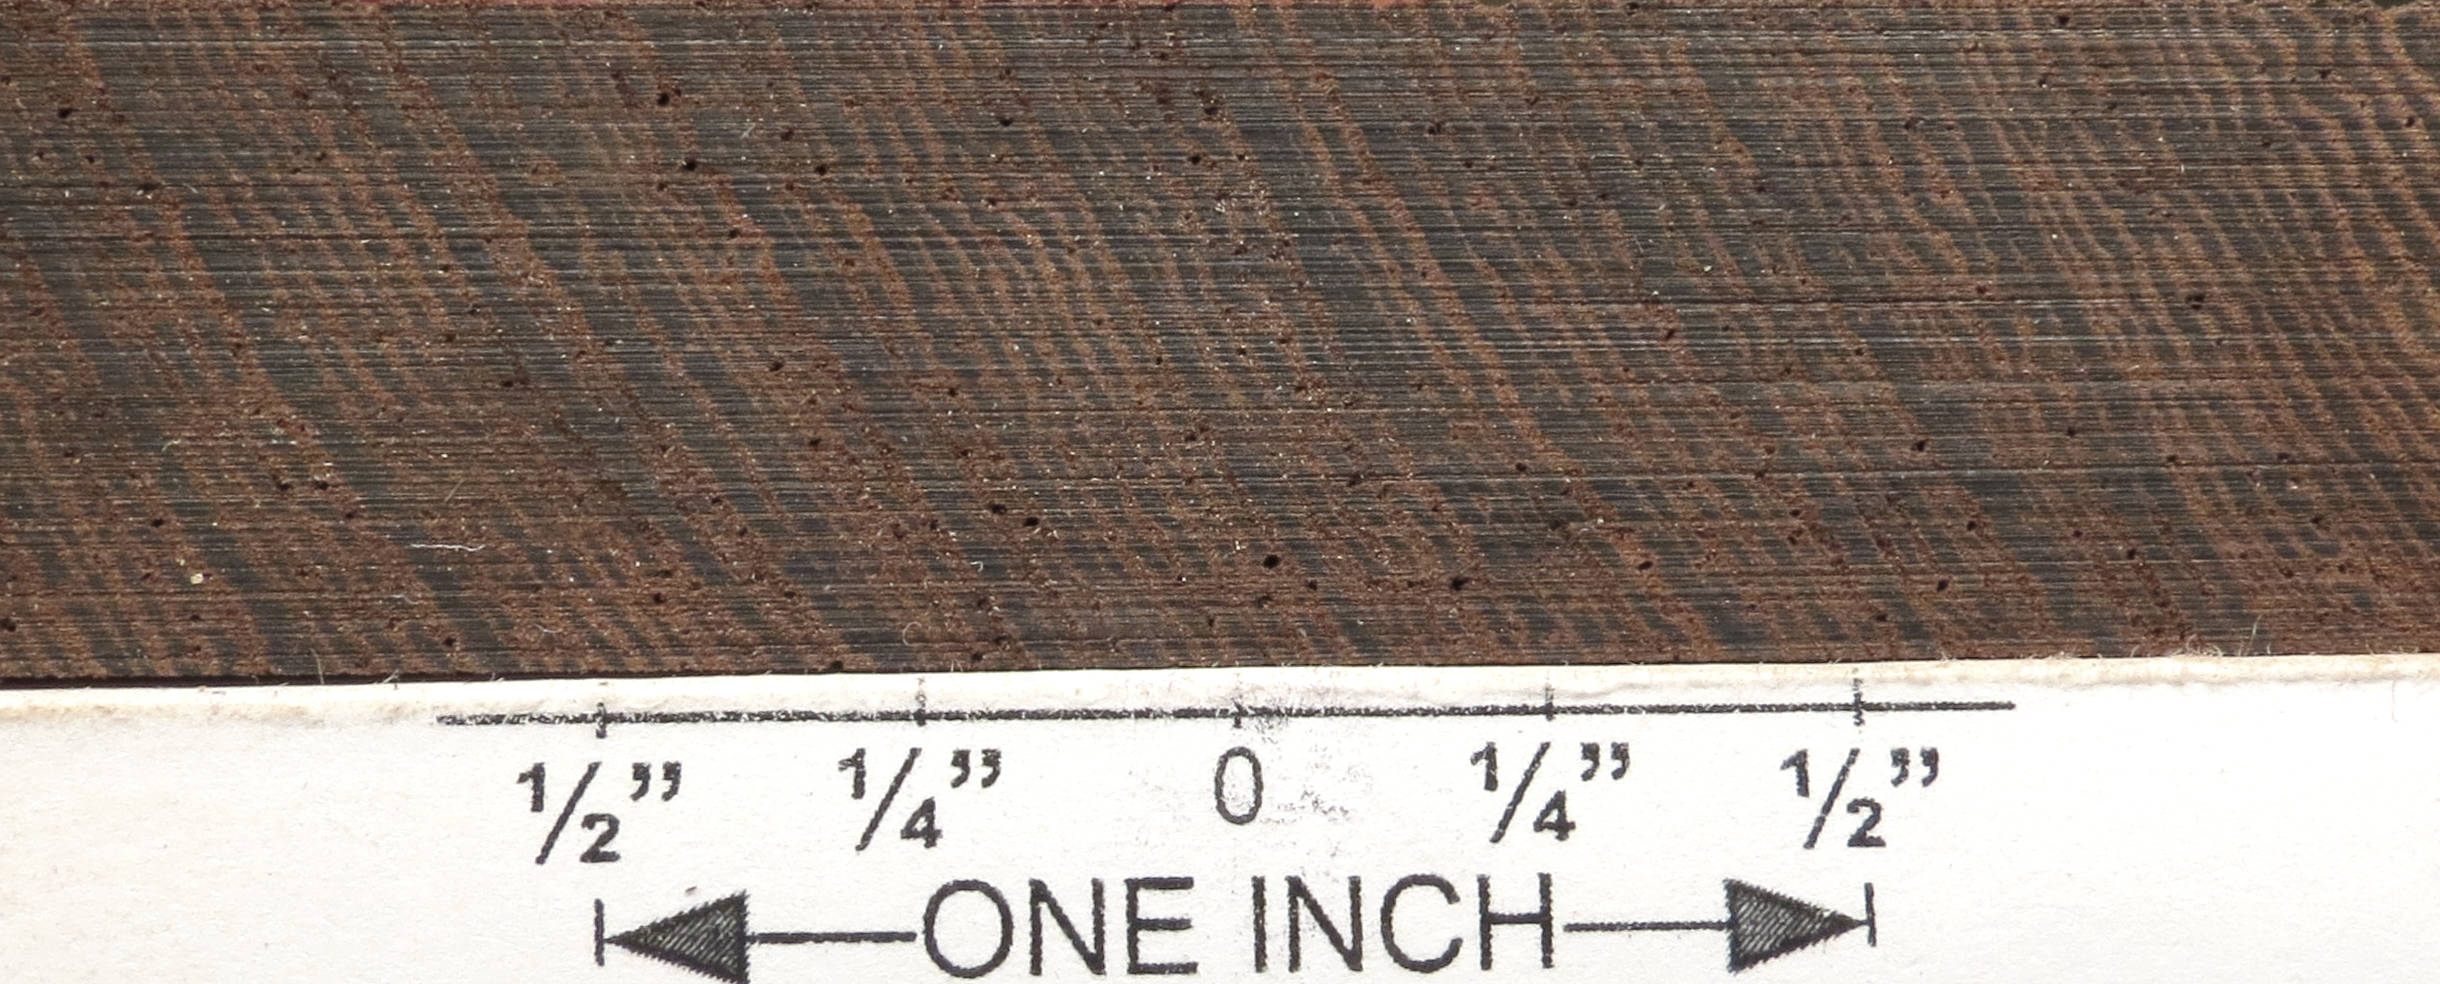 1/2” 1/4” 0 1/4” 1/2”
ONE INCH